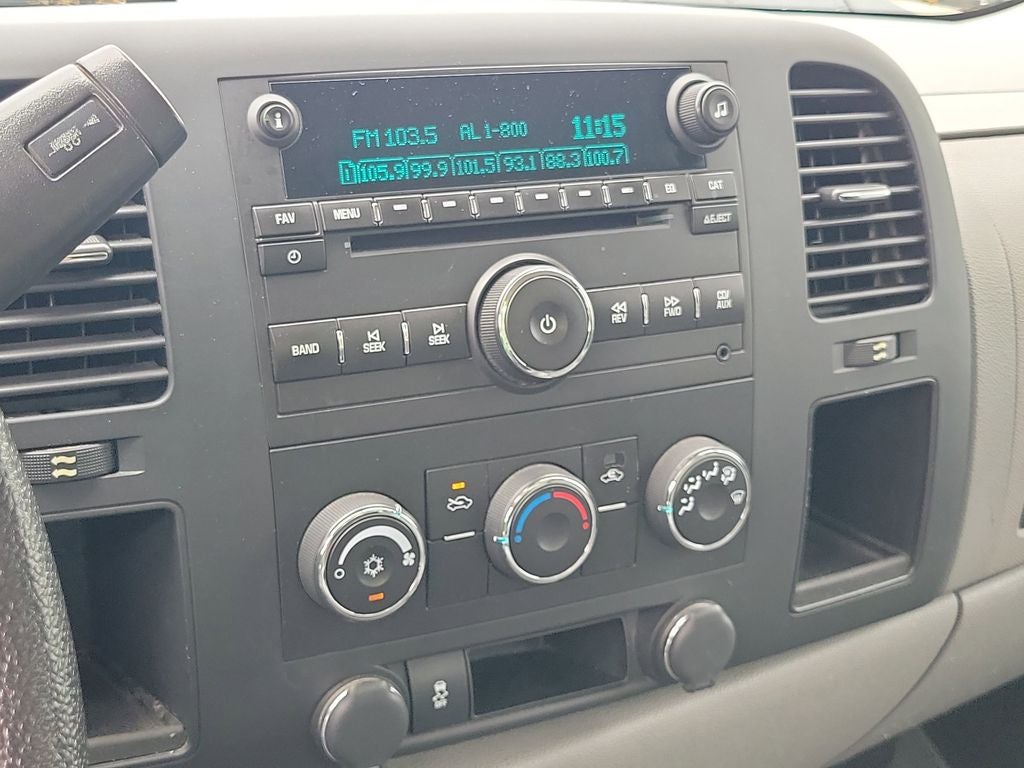 FM 103.5 AL 1-800 11:15
1 105.9 99.9 101.5 93.1 88.3 100.7
FAV MENU EQ CAT
EJECT
BAND SEEK SEEK REV FWD CD/
AUX
OFF